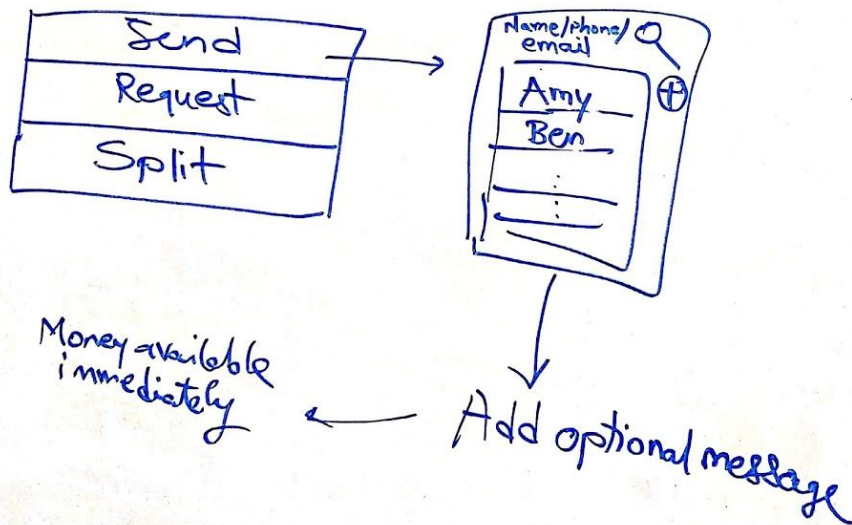 Send
Request
Split
Name/phone/
email
Amy
Ben
Add optional message
Money available
immediately